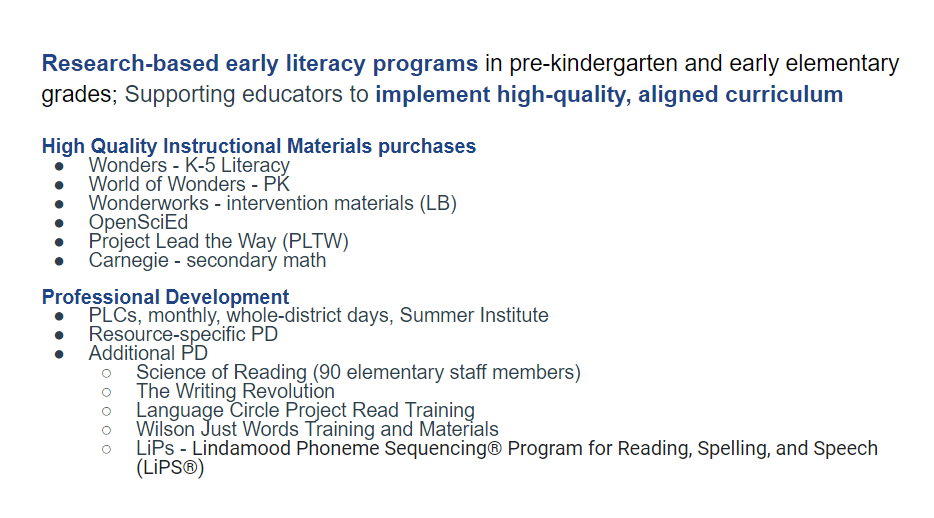 Research-based early literacy programs in pre-kindergarten and early elementary
grades; Supporting educators to implement high-quality, aligned curriculum
High Quality Instructional Materials purchases
● Wonders - K-5 Literacy
● World of Wonders - PK
● Wonderworks - intervention materials (LB)
● OpenSciEd
● Project Lead the Way (PLTW)
● Carnegie - secondary math
Professional Development
● PLCs, monthly, whole-district days, Summer Institute
● Resource-specific PD
● Additional PD
○ Science of Reading (90 elementary staff members)
○ The Writing Revolution
○ Language Circle Project Read Training
○ Wilson Just Words Training and Materials
○ LiPs - Lindamood Phoneme Sequencing® Program for Reading, Spelling, and Speech
(LiPS®)